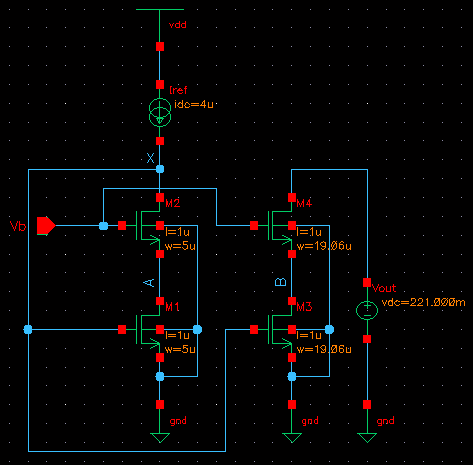 vdd
Iref
idc=4u
X
M2
M4
Vb
l=1u
w=5u
l=1u
w=19.06u
A
B
Vout
vdc=221.000m
M1
M3
l=1u
w=5u
l=1u
w=19.06u
gnd
gnd
gnd